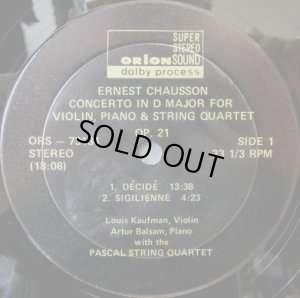 SUPER
STEREO
ORION SOUND
dolby process
ERNEST CHAUSSON
CONCERTO IN D MAJOR FOR
VIOLIN, PIANO & STRING QUARTET
OP. 21
ORS –
SIDE 1
STEREO
33 1/3 RPM
(18:08)
SOLD OUT
1. DÉCIDÉ 13:38
2. SIGILIENNE 4:23
Louis Kaufman, Violin
Artur Balsam, Piano
with the
PASCAL STRING QUARTET